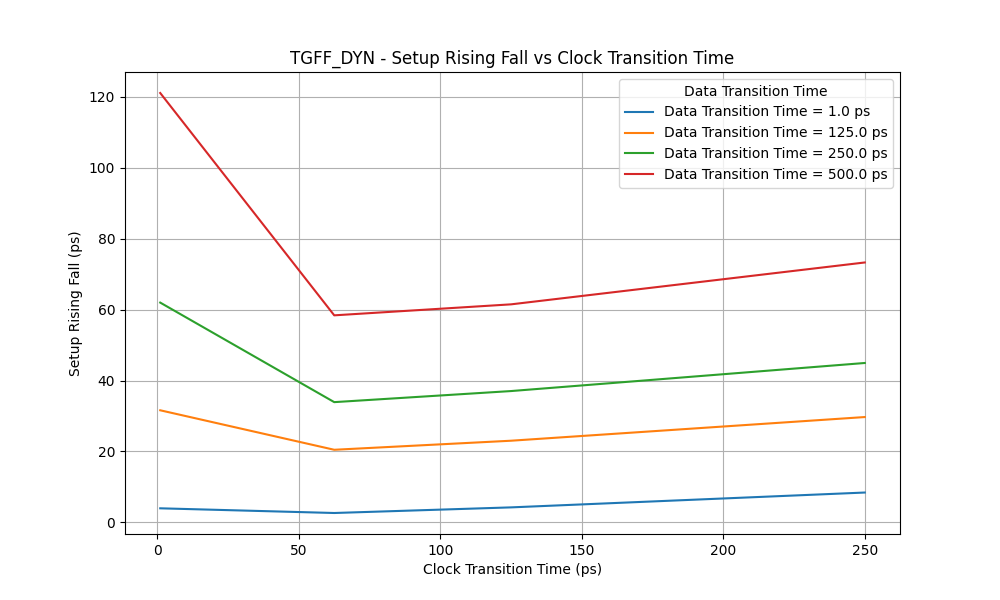 TGFF_DYN - Setup Rising Fall vs Clock Transition Time
Data Transition Time
Data Transition Time = 1.0 ps
Data Transition Time = 125.0 ps
Data Transition Time = 250.0 ps
Data Transition Time = 500.0 ps
Setup Rising Fall (ps)
120
100
80
60
40
20
0
0
50
100
150
200
250
Clock Transition Time (ps)